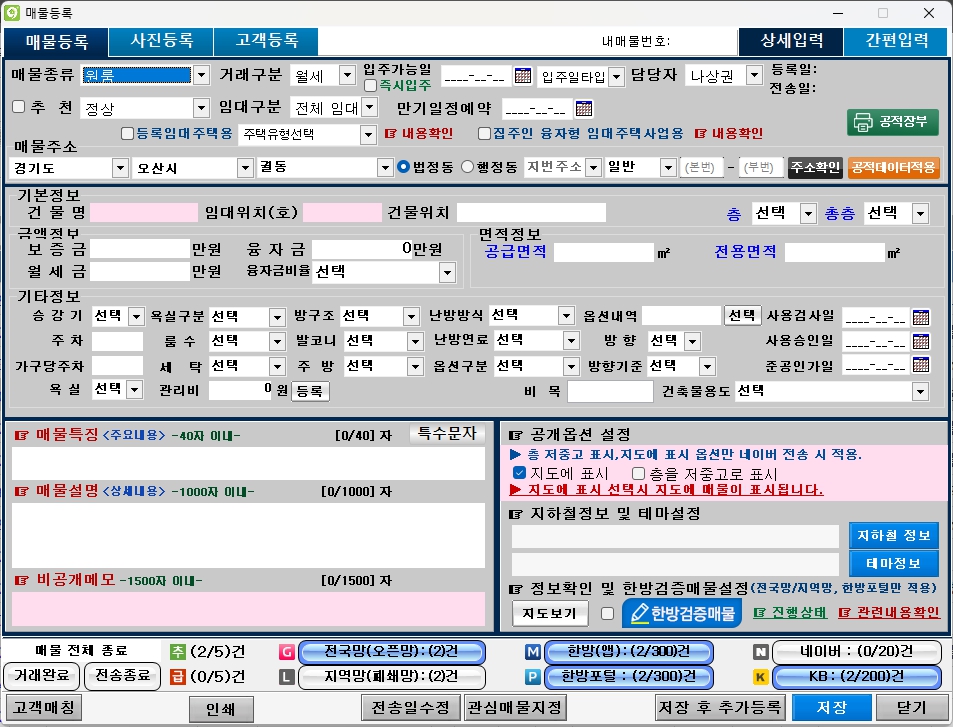 매물등록
매물등록 사진등록 고객등록 내매물번호: 상세입력 간편입력
매물종류 원룸 거래구분 월세 입주가능일 ____-__-__ 입주일타입 담당자 나상권 등록일:
즉시입주 전송일:
추 천 정상 임대구분 전체 임대 만기일정예약 ____-__-__ 공적장부
등록임대주택용 주택유형선택 ☞ 내용확인 집주인 융자형 임대주택사업용 ☞ 내용확인
매물주소
경기도 오산시 궐동 법정동 행정동 지번주소 일반 (본번) - (부번) 주소확인 공적데이터적용
기본정보
건 물 명 임대위치(호) 건물위치 층 선택 총층 선택
금액정보 면적정보
보 증 금 만원 융 자 금 0만원 공급면적 ㎡ 전용면적 ㎡
월 세 금 만원 융자금비율 선택
기타정보
승 강 기 선택 욕실구분 선택 방구조 선택 난방방식 선택 옵션내역 선택 사용검사일 ____-__-__
주 차 룸 수 선택 발코니 선택 난방연료 선택 방 향 선택 사용승인일 ____-__-__
가구당주차 세 탁 선택 주 방 선택 옵션구분 선택 방향기준 선택 준공인가일 ____-__-__
욕 실 선택 관리비 0 원 등록 비 목 건축물용도 선택
☞ 매물특징 <주요내용> -40자 이내- [0/40] 자 특수문자
☞ 매물설명 <상세내용> -1000자 이내- [0/1000] 자
☞ 비공개메모 -1500자 이내- [0/1500] 자
☞ 공개옵션 설정
▶ 층 저중고 표시,지도에 표시 옵션만 네이버 전송 시 적용.
지도에 표시 층을 저중고로 표시
▶ 지도에 표시 선택시 지도에 매물이 표시됩니다.
☞ 지하철정보 및 테마설정
지하철 정보
테마정보
☞ 정보확인 및 한방검증매물설정(전국망/지역망, 한방포털만 적용)
지도보기 한방검증매물 ☞ 진행상태 ☞ 관련내용확인
매물 전체 종료 추 (2/5)건 G 전국망(오픈망):(2)건 M 한방(앱):(2/300)건 N 네이버 : (0/20)건
거래완료 전송종료 급 (0/5)건 L 지역망(폐쇄망):(2)건 P 한방포털 : (2/300)건 K KB: (2/200)건
고객매칭 인쇄 전송일수정 관심매물지정 저장 후 추가등록 저장 닫기